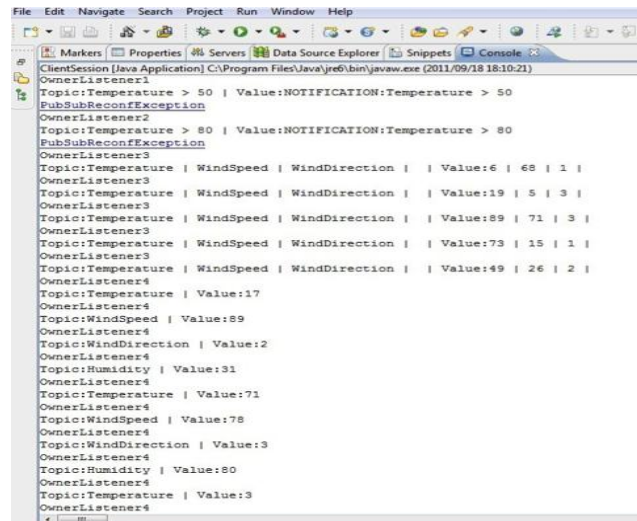 File Edit Navigate Search Project Run Window Help
Markers Properties Servers Data Source Explorer Snippets Console
ClientSession [Java Application] C:\Program Files\Java\jre6\bin\javaw.exe (2011/09/18 18:10:21)
OwnerListener1
Topic:Temperature > 50 | Value:NOTIFICATION:Temperature > 50
PubSubReconfException
OwnerListener2
Topic:Temperature > 80 | Value:NOTIFICATION:Temperature > 80
PubSubReconfException
OwnerListener3
Topic:Temperature | WindSpeed | WindDirection | | Value:6 | 68 | 1 |
OwnerListener3
Topic:Temperature | WindSpeed | WindDirection | | Value:19 | 5 | 3 |
OwnerListener3
Topic:Temperature | WindSpeed | WindDirection | | Value:89 | 71 | 3 |
OwnerListener3
Topic:Temperature | WindSpeed | WindDirection | | Value:73 | 15 | 1 |
OwnerListener3
Topic:Temperature | WindSpeed | WindDirection | | Value:49 | 26 | 2 |
OwnerListener4
Topic:Temperature | Value:17
OwnerListener4
Topic:WindSpeed | Value:89
OwnerListener4
Topic:WindDirection | Value:2
OwnerListener4
Topic:Humidity | Value:31
OwnerListener4
Topic:Temperature | Value:71
OwnerListener4
Topic:WindSpeed | Value:78
OwnerListener4
Topic:WindDirection | Value:3
OwnerListener4
Topic:Humidity | Value:80
OwnerListener4
Topic:Temperature | Value:3
OwnerListener4